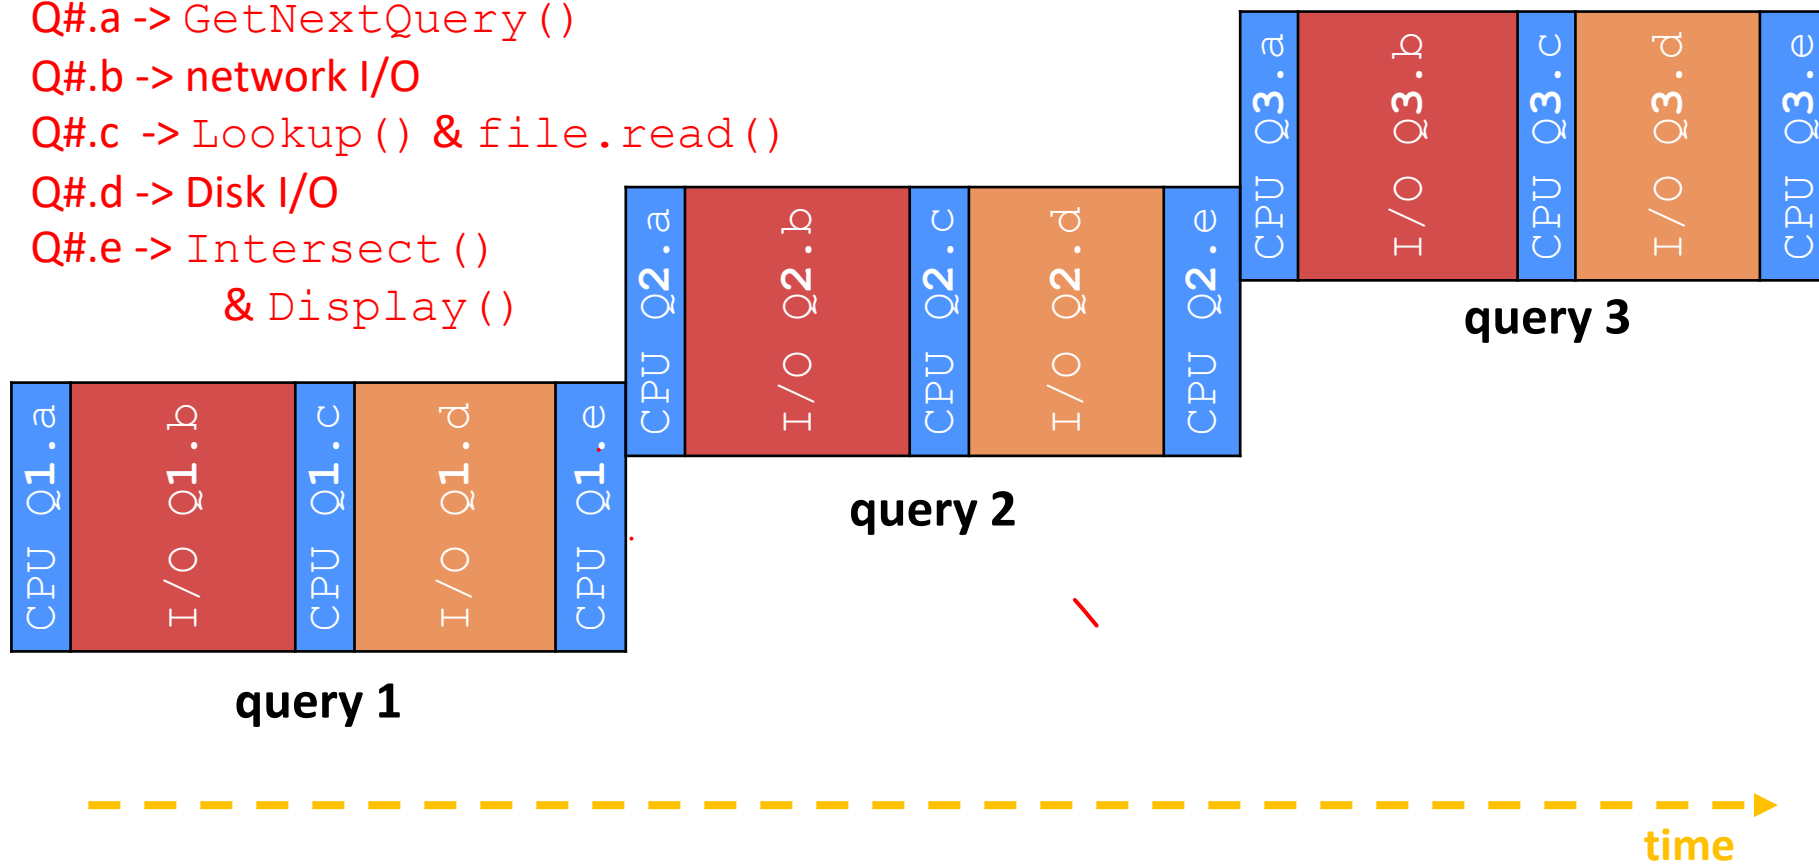 Q#.a -> GetNextQuery()
Q#.b -> network I/O
Q#.c -> Lookup() & file.read()
Q#.d -> Disk I/O
Q#.e -> Intersect()
& Display()
CPU Q1.a
I/O Q1.b
CPU Q1.c
I/O Q1.d
CPU Q1.e
query 1
CPU Q2.a
I/O Q2.b
CPU Q2.c
I/O Q2.d
CPU Q2.e
query 2
CPU Q3.a
I/O Q3.b
CPU Q3.c
I/O Q3.d
CPU Q3.e
query 3
time